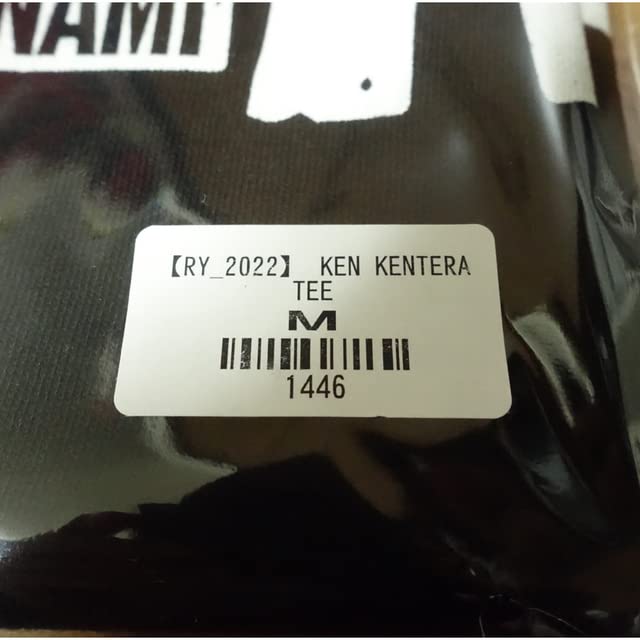 NAMI
【RY_2022】 KEN KENTERA
TEE
M
1446